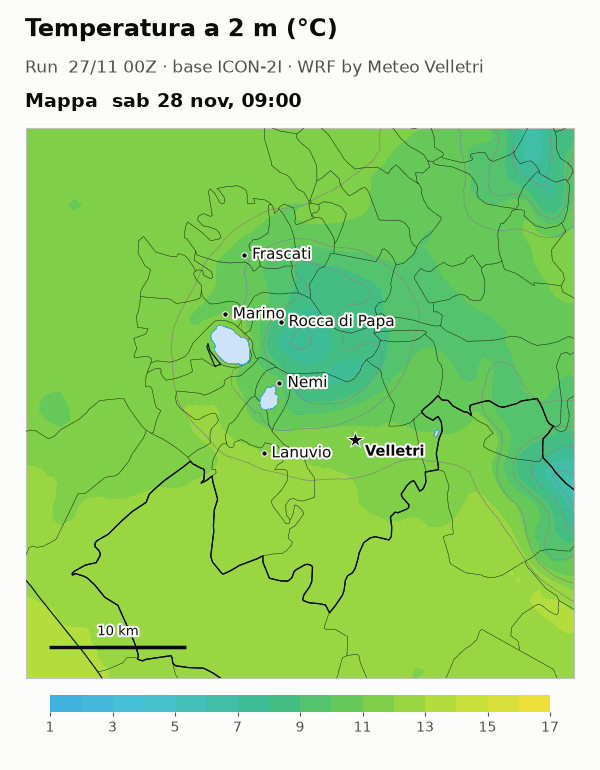 Temperatura a 2 m (°C)
Run  27/11 00Z · base ICON-2I · WRF by Meteo Velletri
Mappa  sab 28 nov, 09:00
Frascati
Marino
Rocca di Papa
Nemi
Velletri
Lanuvio
10 km
1 3 5 7 9 11 13 15 17